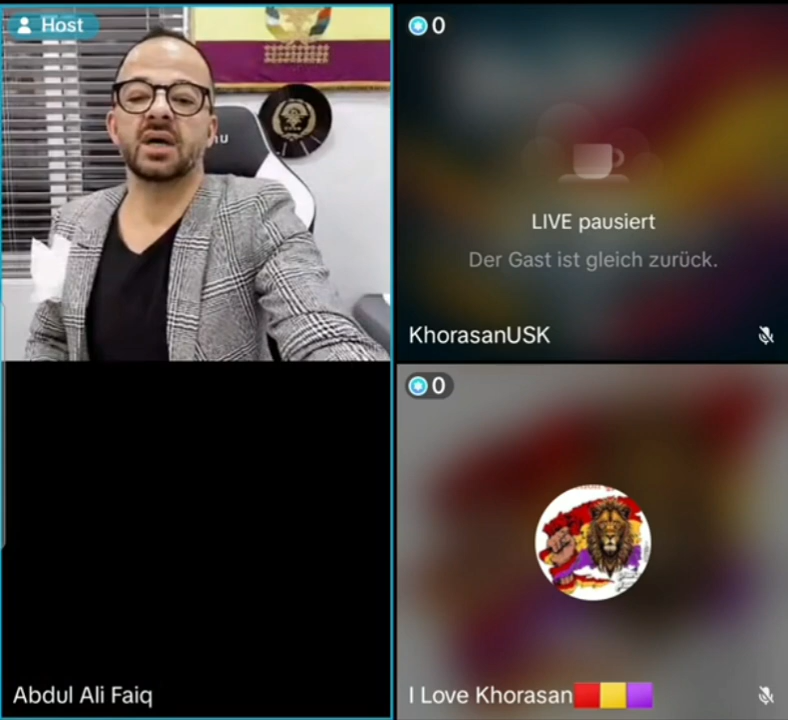 Host
Abdul Ali Faiq
0
LIVE pausiert
Der Gast ist gleich zurück.
KhorasanUSK
0
I Love Khorasan